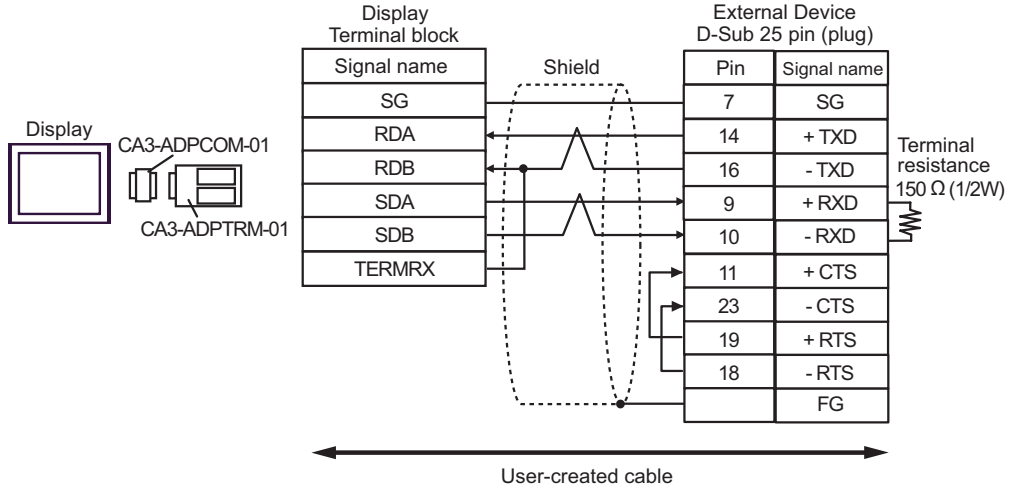 Display
Terminal block
External Device
D-Sub 25 pin (plug)
Signal name
Shield
Pin
Signal name
SG
7
SG
RDA
14
+ TXD
RDB
16
- TXD
SDA
9
+ RXD
SDB
10
- RXD
TERMRX
11
+ CTS
23
- CTS
19
+ RTS
18
- RTS
FG
Display
CA3-ADPCOM-01
CA3-ADPTRM-01
Terminal
resistance
150 Ω (1/2W)
User-created cable